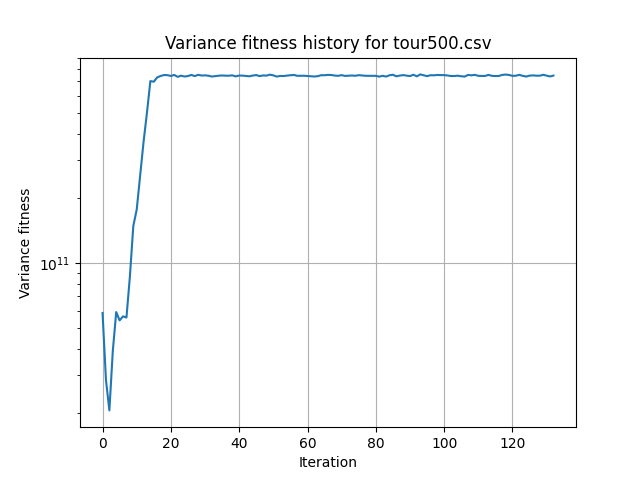 Variance fitness history for tour500.csv
Variance fitness
10¹¹
0 20 40 60 80 100 120
Iteration